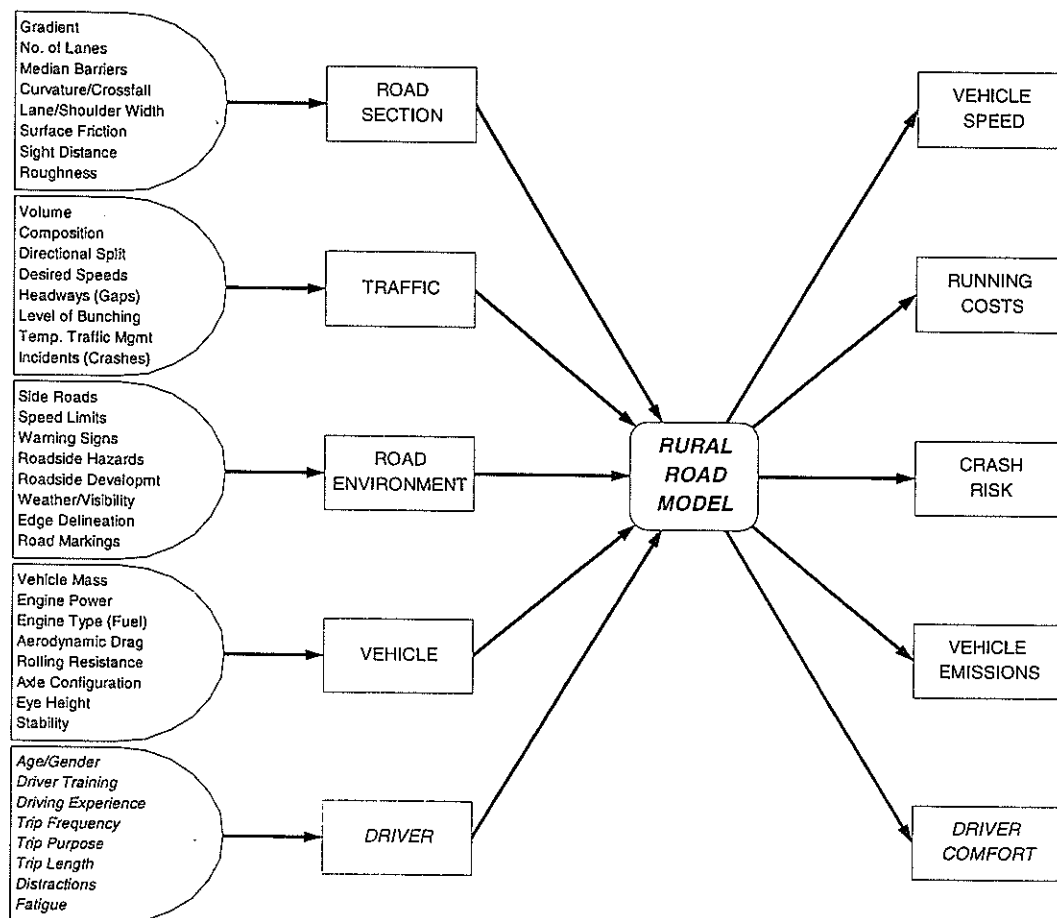 Gradient
No. of Lanes
Median Barriers
Curvature/Crossfall
Lane/Shoulder Width
Surface Friction
Sight Distance
Roughness
ROAD
SECTION
Volume
Composition
Directional Split
Desired Speeds
Headways (Gaps)
Level of Bunching
Temp. Traffic Mgmt
Incidents (Crashes)
TRAFFIC
Side Roads
Speed Limits
Warning Signs
Roadside Hazards
Roadside Developmt
Weather/Visibility
Edge Delineation
Road Markings
ROAD
ENVIRONMENT
Vehicle Mass
Engine Power
Engine Type (Fuel)
Aerodynamic Drag
Rolling Resistance
Axle Configuration
Eye Height
Stability
VEHICLE
Age/Gender
Driver Training
Driving Experience
Trip Frequency
Trip Purpose
Trip Length
Distractions
Fatigue
DRIVER
RURAL
ROAD
MODEL
VEHICLE
SPEED
RUNNING
COSTS
CRASH
RISK
VEHICLE
EMISSIONS
DRIVER
COMFORT